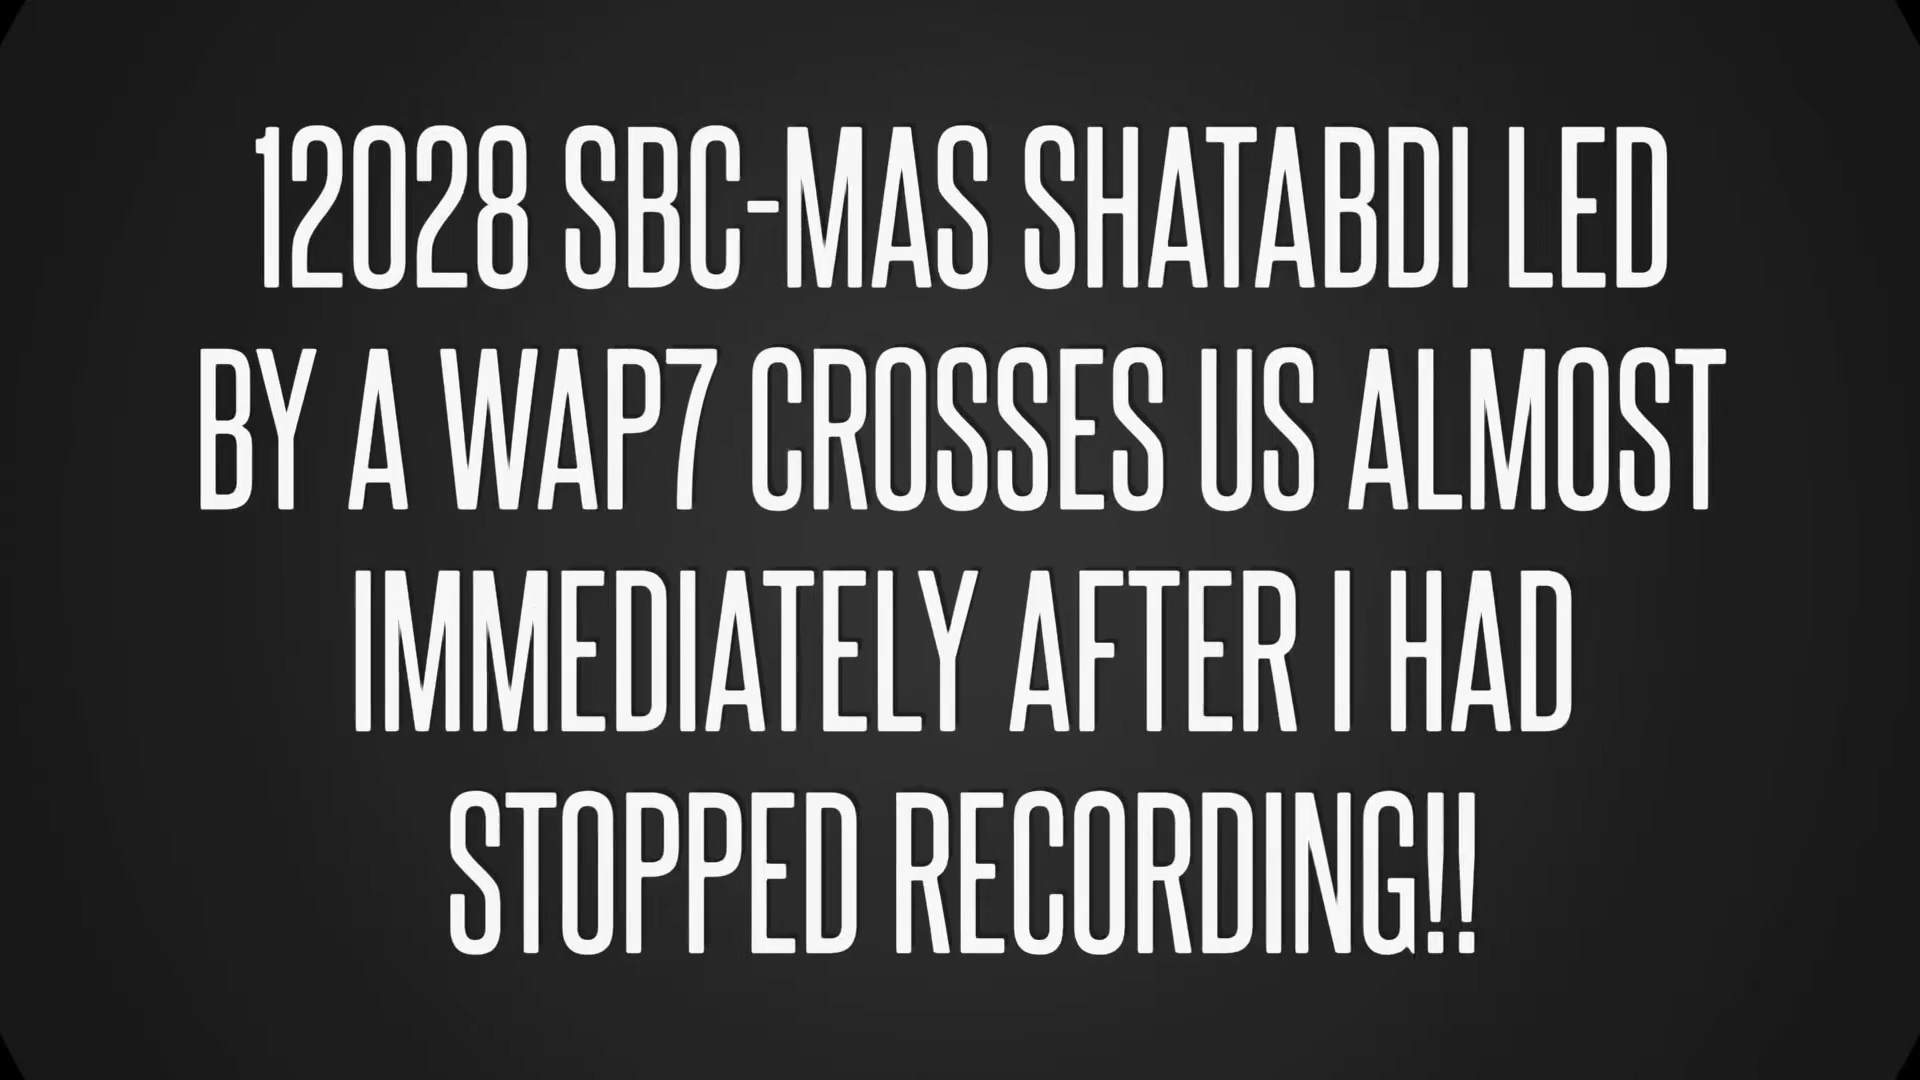 12028 SBC-MAS SHATABDI LED
BY A WAP7 CROSSES US ALMOST
IMMEDIATELY AFTER I HAD
STOPPED RECORDING!!